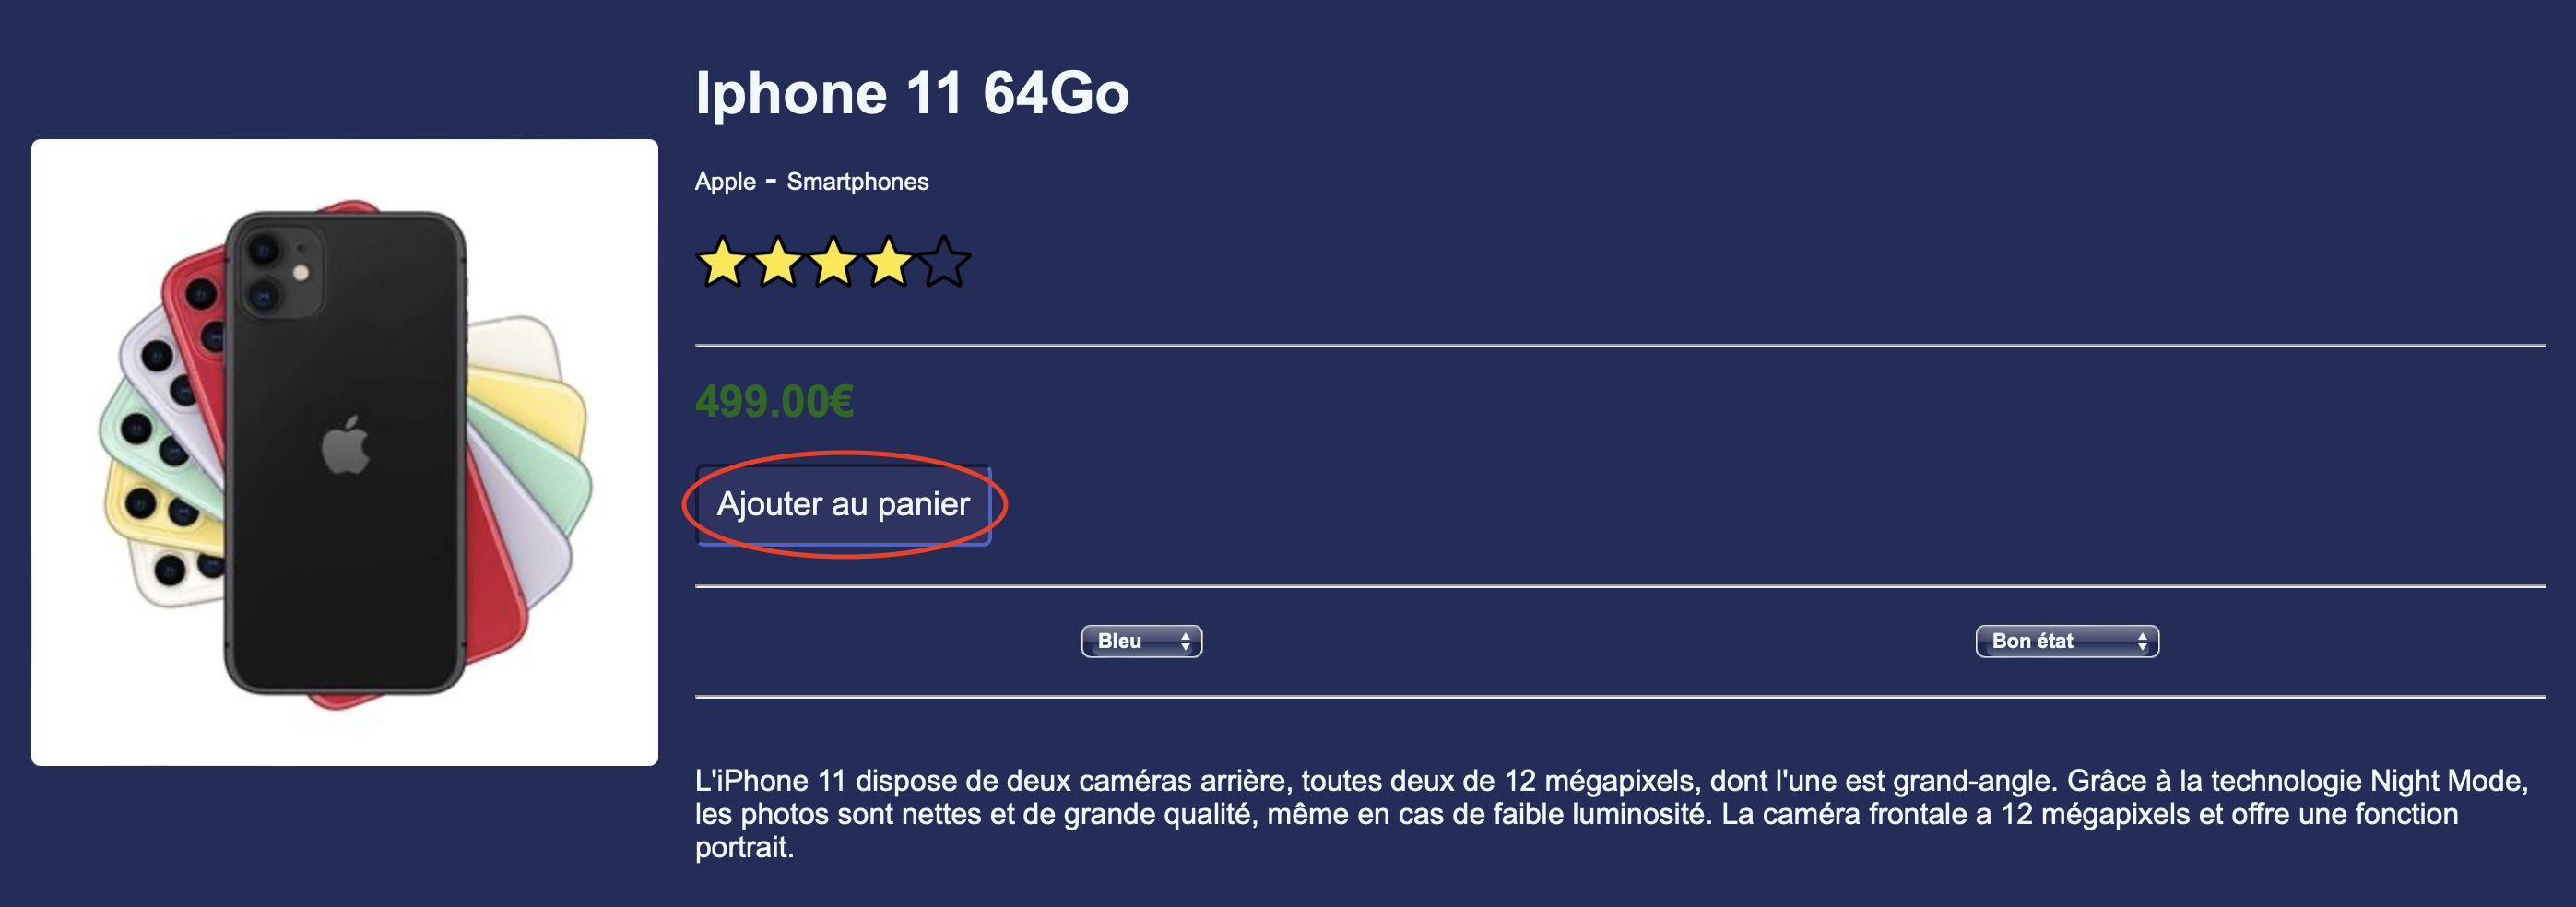 Iphone 11 64Go
Apple - Smartphones
499.00€
Ajouter au panier
Bleu
Bon état
L'iPhone 11 dispose de deux caméras arrière, toutes deux de 12 mégapixels, dont l'une est grand-angle. Grâce à la technologie Night Mode,
les photos sont nettes et de grande qualité, même en cas de faible luminosité. La caméra frontale a 12 mégapixels et offre une fonction
portrait.